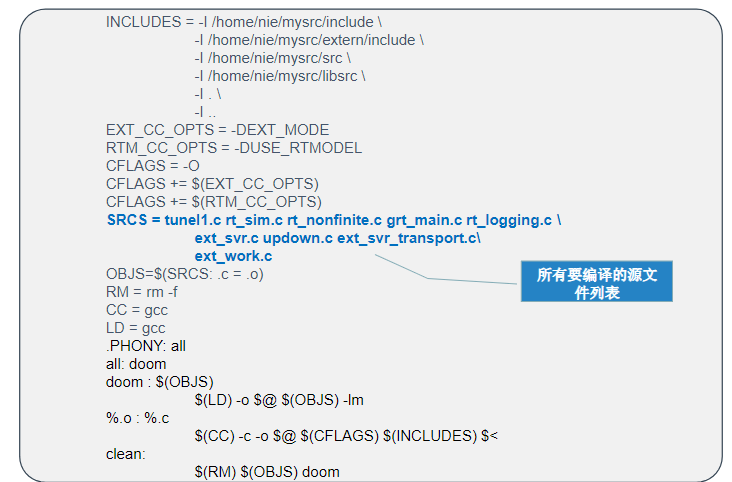 INCLUDES = -I /home/nie/mysrc/include \
-I /home/nie/mysrc/extern/include \
-I /home/nie/mysrc/src \
-I /home/nie/mysrc/libsrc \
-I . \
-I ..
EXT_CC_OPTS = -DEXT_MODE
RTM_CC_OPTS = -DUSE_RTMODEL
CFLAGS = -O
CFLAGS += $(EXT_CC_OPTS)
CFLAGS += $(RTM_CC_OPTS)
SRCS = tunel1.c rt_sim.c rt_nonfinite.c grt_main.c rt_logging.c \
ext_svr.c updown.c ext_svr_transport.c\
ext_work.c
OBJS=$(SRCS: .c = .o)
RM = rm -f
CC = gcc
LD = gcc
.PHONY: all
all: doom
doom : $(OBJS)
$(LD) -o $@ $(OBJS) -lm
%.o : %.c
$(CC) -c -o $@ $(CFLAGS) $(INCLUDES) $<
clean:
$(RM) $(OBJS) doom
所有要编译的源文
件列表